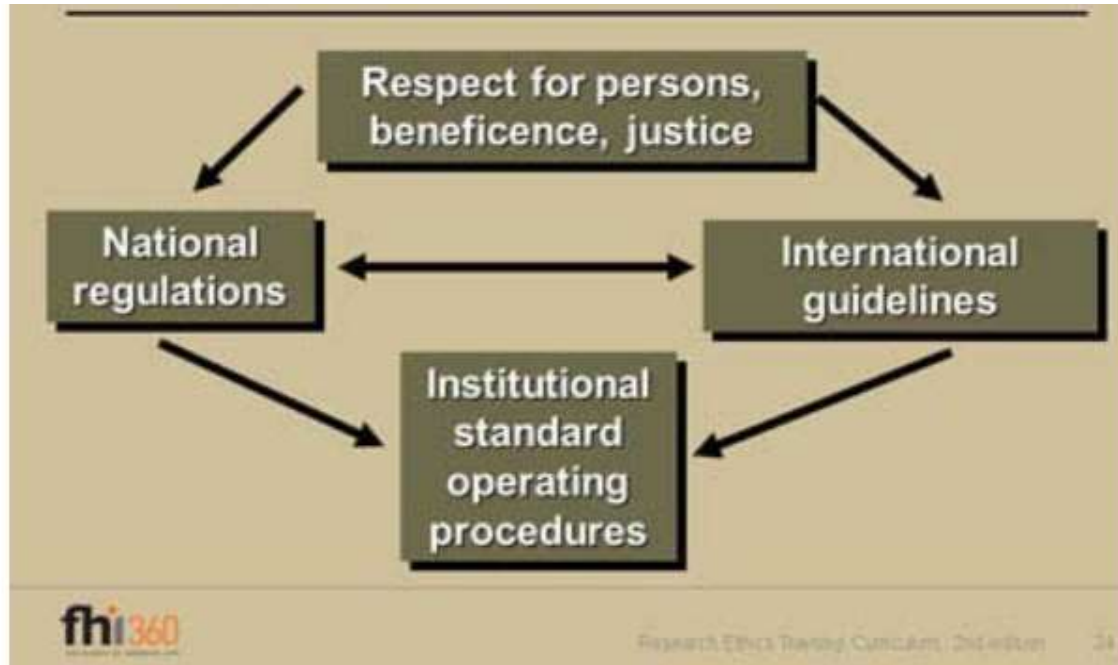 Respect for persons,
beneficence, justice
National
regulations
International
guidelines
Institutional
standard
operating
procedures
fhi360
Research Ethics Training Curriculum, 2nd edition